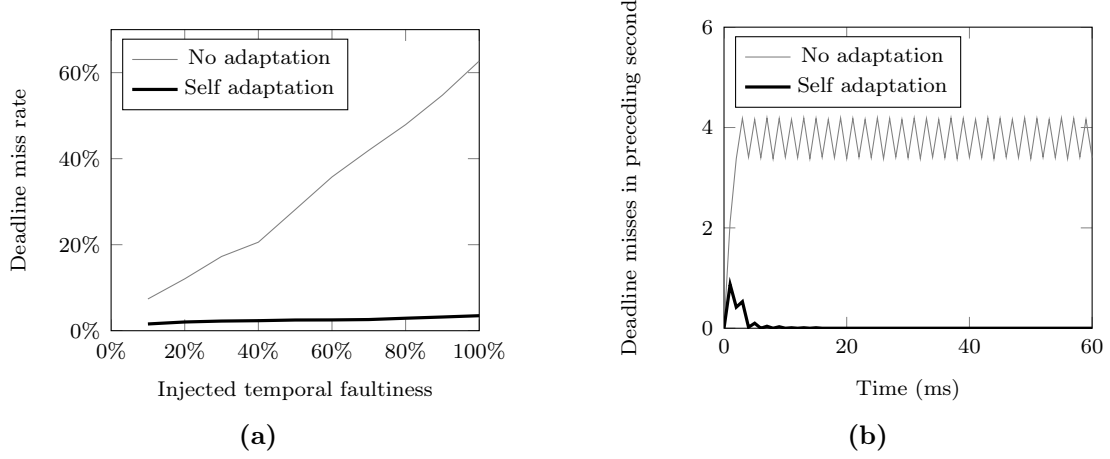 Deadline miss rate
60%
40%
20%
0%
No adaptation
Self adaptation
0%
20%
40%
60%
80%
100%
Injected temporal faultiness
(a)
Deadline misses in preceding second
6
4
2
0
No adaptation
Self adaptation
0
20
40
60
Time (ms)
(b)